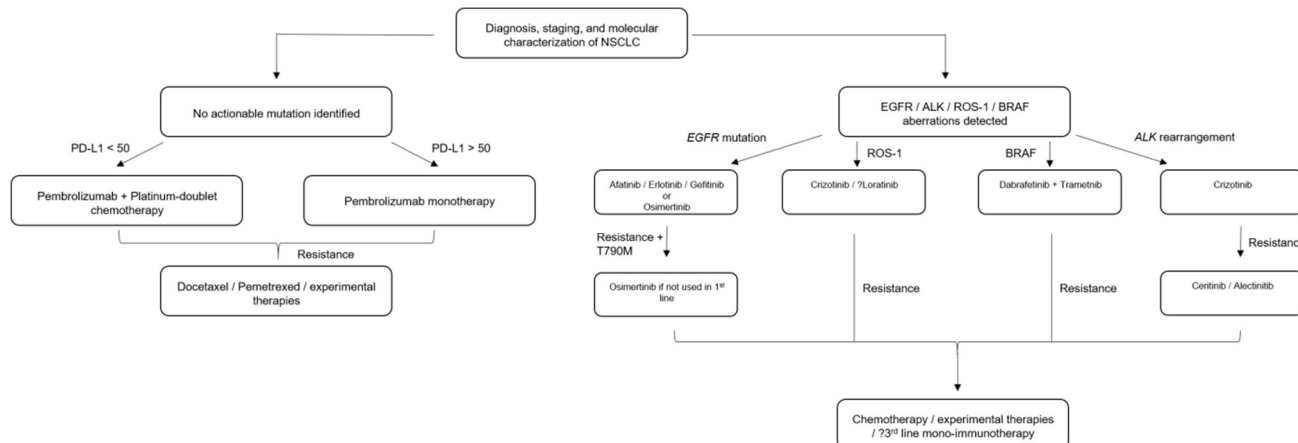 Diagnosis, staging, and molecular
characterization of NSCLC
No actionable mutation identified
EGFR / ALK / ROS-1 / BRAF
aberrations detected
PD-L1 < 50
PD-L1 > 50
EGFR mutation
ROS-1
BRAF
ALK rearrangement
Pembrolizumab + Platinum-doublet
chemotherapy
Pembrolizumab monotherapy
Afatinib / Erlotinib / Gefitinib
or
Osimertinib
Crizotinib / ?Loratinib
Dabrafetinib + Trametnib
Crizotinib
Resistance
Resistance +
T790M
Resistance
Docetaxel / Pemetrexed / experimental
therapies
Osimertinib if not used in 1st
line
Resistance
Resistance
Ceritinib / Alectinitib
Chemotherapy / experimental therapies
/ ?3rd line mono-immunotherapy